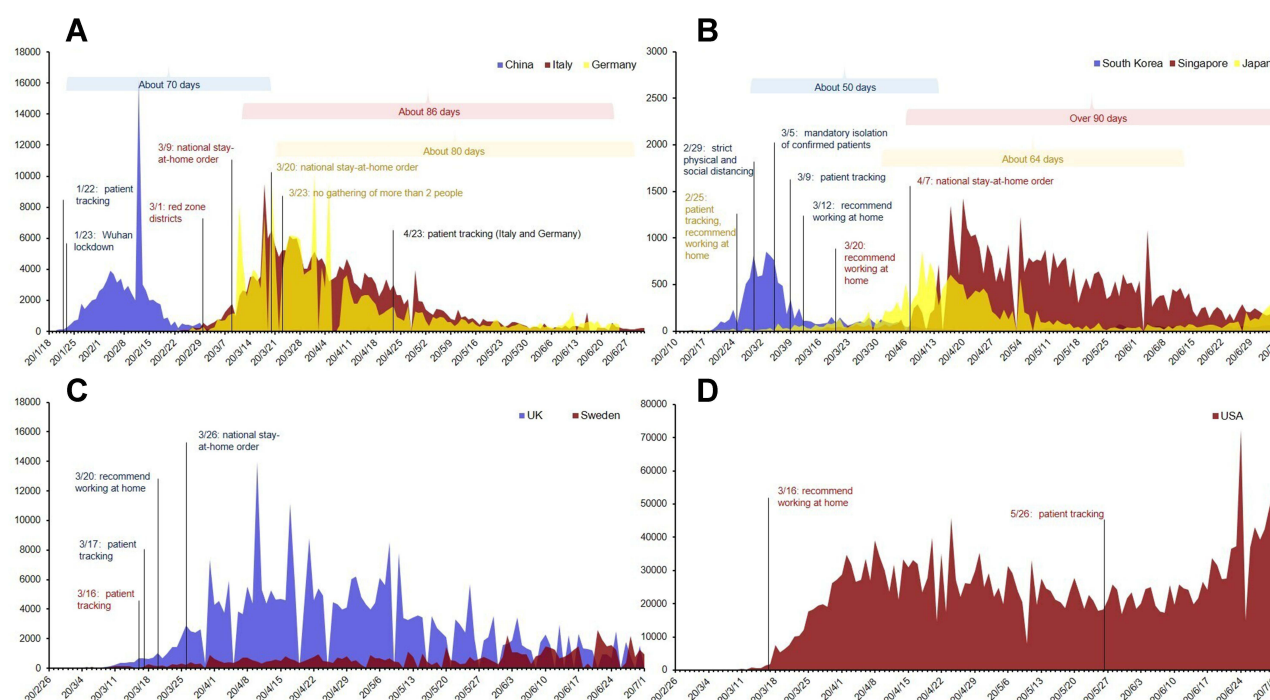 A
18000
16000
14000
12000
10000
8000
6000
4000
2000
0
China Italy Germany
About 70 days
About 86 days
About 80 days
3/9: national stay-
at-home order
3/20: national stay-at-home order
3/23: no gathering of more than 2 people
1/22: patient
tracking
3/1: red zone
districts
1/23: Wuhan
lockdown
4/23: patient tracking (Italy and Germany)
20/1/18 20/1/25 20/2/1 20/2/8 20/2/15 20/2/22 20/2/29 20/3/7 20/3/14 20/3/21 20/3/28 20/4/4 20/4/11 20/4/18 20/4/25 20/5/2 20/5/9 20/5/16 20/5/23 20/5/30 20/6/6 20/6/13 20/6/20 20/6/27
B
3000
2500
2000
1500
1000
500
0
South Korea Singapore Japan
About 50 days
Over 90 days
About 64 days
3/5: mandatory isolation
of confirmed patients
2/29: strict
physical and
social distancing
3/9: patient tracking
4/7: national stay-at-home order
2/25:
patient
tracking,
recommend
working at
home
3/12: recommend
working at home
3/20:
recommend
working at
home
20/2/10 20/2/17 20/2/24 20/3/2 20/3/9 20/3/16 20/3/23 20/3/30 20/4/6 20/4/13 20/4/20 20/4/27 20/5/4 20/5/11 20/5/18 20/5/25 20/6/1 20/6/8 20/6/15 20/6/22 20/6/29
C
18000
16000
14000
12000
10000
8000
6000
4000
2000
0
UK Sweden
3/26: national stay-
at-home order
3/20: recommend
working at home
3/17: patient
tracking
3/16: patient
tracking
20/2/26 20/3/4 20/3/11 20/3/18 20/3/25 20/4/1 20/4/8 20/4/15 20/4/22 20/4/29 20/5/6 20/5/13 20/5/20 20/5/27 20/6/3 20/6/10 20/6/17 20/6/24 20/7/1
D
80000
70000
60000
50000
40000
30000
20000
10000
0
USA
3/16: recommend
working at home
5/26: patient tracking
20/2/26 20/3/4 20/3/11 20/3/18 20/3/25 20/4/1 20/4/8 20/4/15 20/4/22 20/4/29 20/5/6 20/5/13 20/5/20 20/5/27 20/6/3 20/6/10 20/6/17 20/6/24